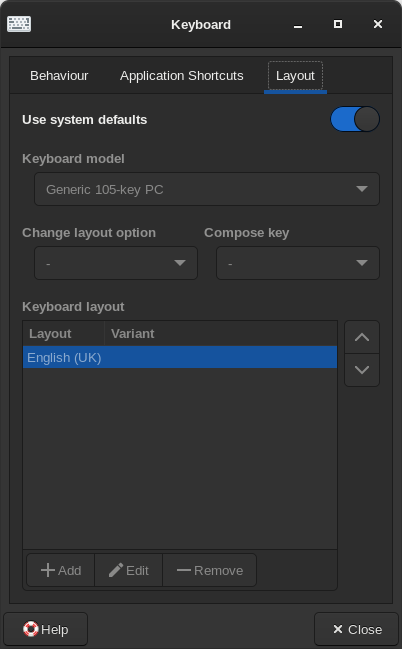 Keyboard
Behaviour Application Shortcuts Layout
Use system defaults
Keyboard model
Generic 105-key PC
Change layout option Compose key
- -
Keyboard layout
Layout Variant
English (UK)
Add Edit Remove
Help Close